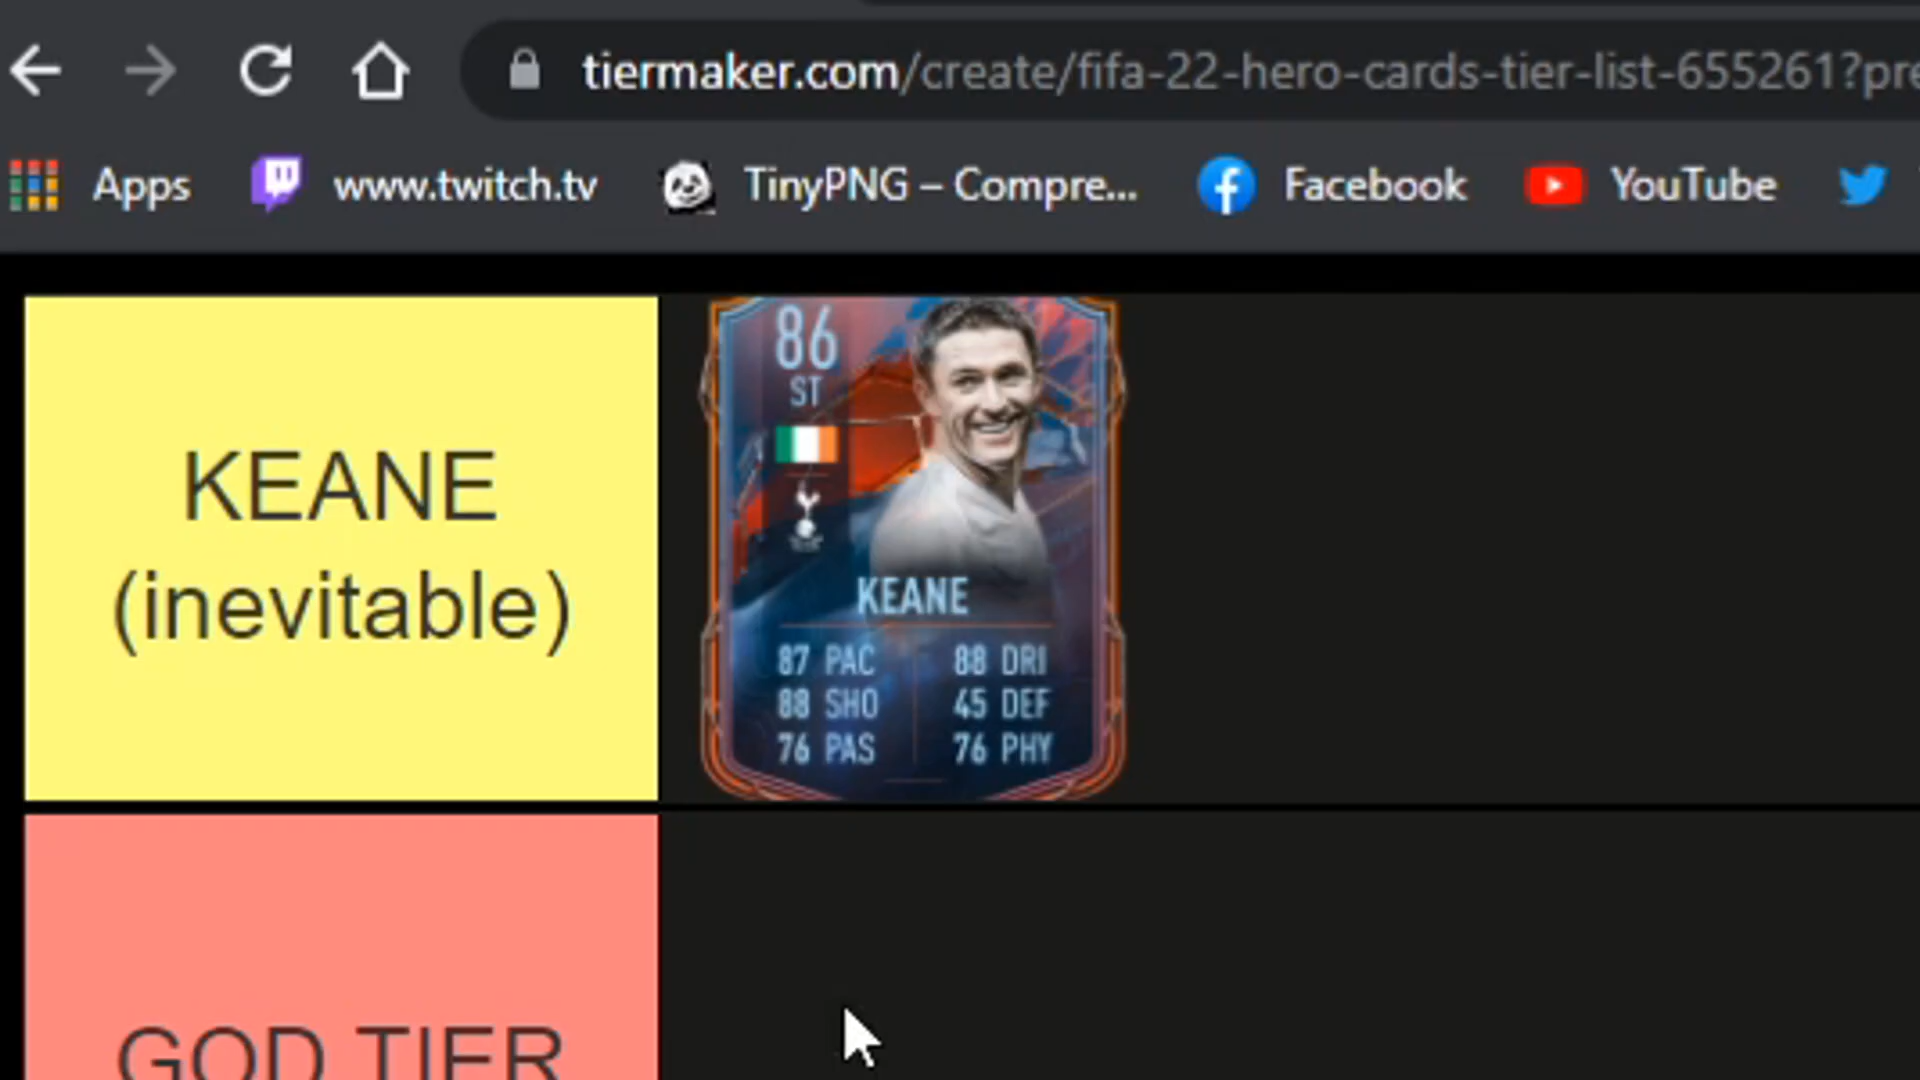 tiermaker.com/create/fifa-22-hero-cards-tier-list-655261?pre
Apps www.twitch.tv TinyPNG – Compre... Facebook YouTube
KEANE
(inevitable)
86
ST
KEANE
87 PAC 88 DRI
88 SHO 45 DEF
76 PAS 76 PHY
GOD TIER